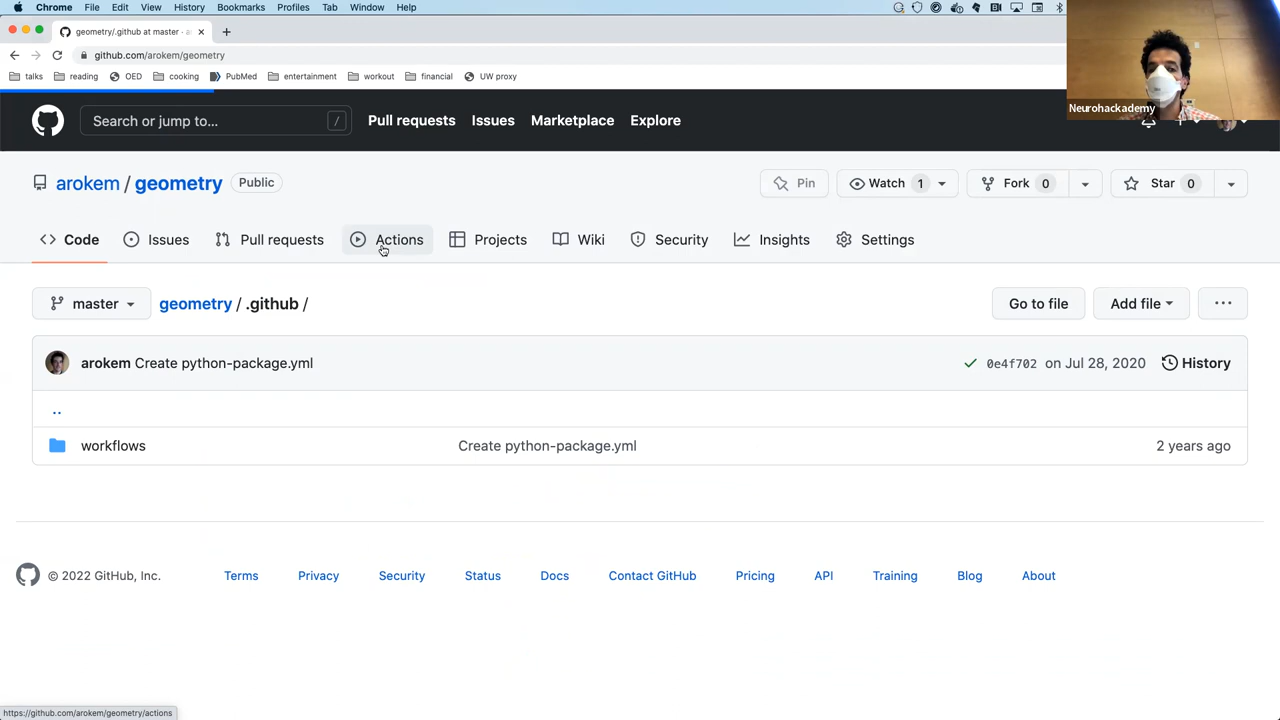 Chrome File Edit View History Bookmarks Profiles Tab Window Help
geometry/.github at master · a
github.com/arokem/geometry
talks reading OED cooking PubMed entertainment workout financial UW proxy
Neurohackademy
Search or jump to... / Pull requests Issues Marketplace Explore
arokem / geometry Public Pin Watch 1 Fork 0 Star 0
Code Issues Pull requests Actions Projects Wiki Security Insights Settings
master geometry / .github / Go to file Add file ...
arokem Create python-package.yml 0e4f702 on Jul 28, 2020 History
..
workflows Create python-package.yml 2 years ago
© 2022 GitHub, Inc. Terms Privacy Security Status Docs Contact GitHub Pricing API Training Blog About
https://github.com/arokem/geometry/actions